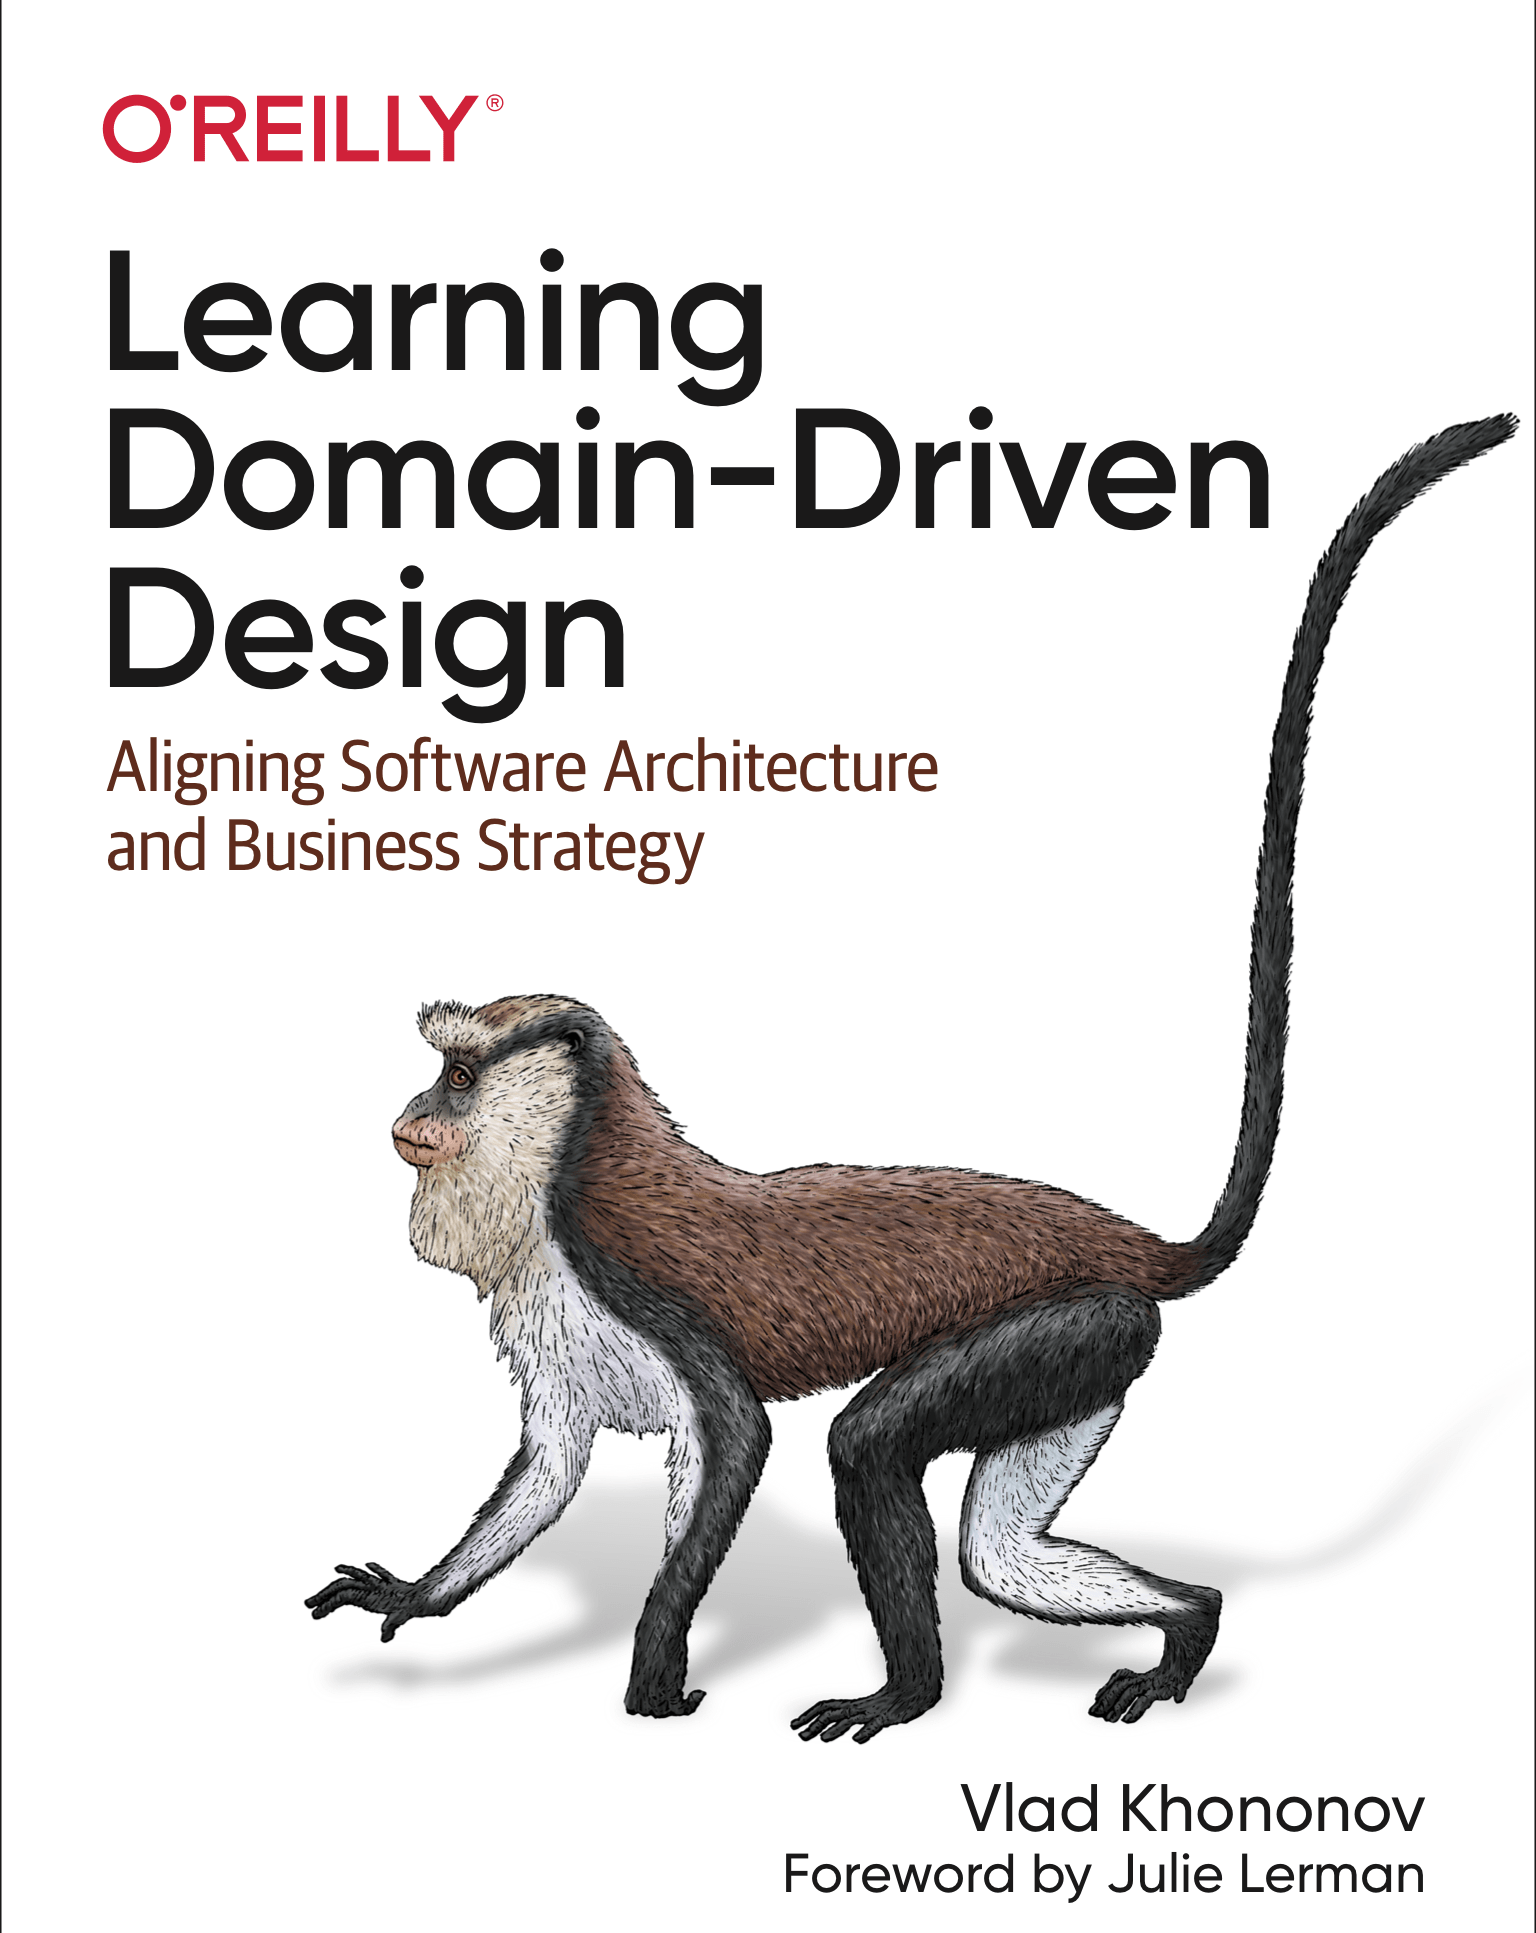 O'REILLY®
Learning
Domain-Driven
Design
Aligning Software Architecture
and Business Strategy
Vlad Khononov
Foreword by Julie Lerman